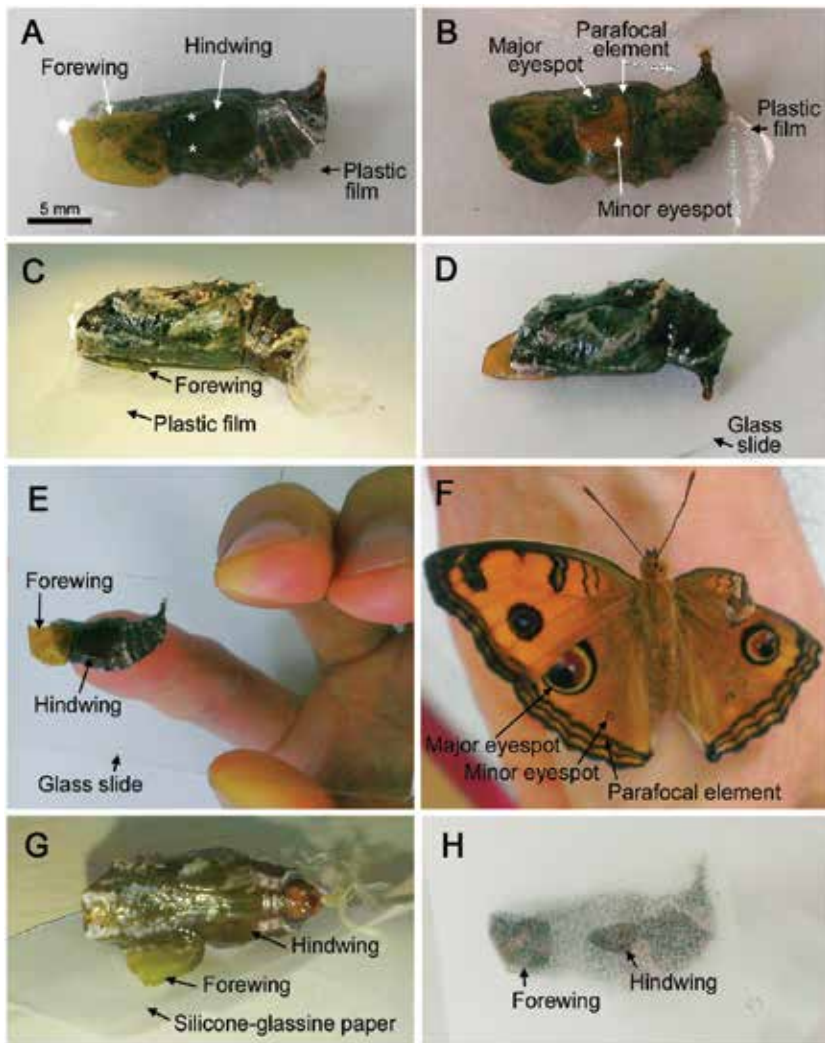 A
Hindwing
Forewing
Plastic
film
5 mm
B
Parafocal
element
Major
eyespot
Plastic
film
Minor eyespot
C
Forewing
Plastic film
D
Glass
slide
E
Forewing
Hindwing
Glass slide
F
Major eyespot
Minor eyespot
Parafocal element
G
Hindwing
Forewing
Silicone-glassine paper
H
Hindwing
Forewing